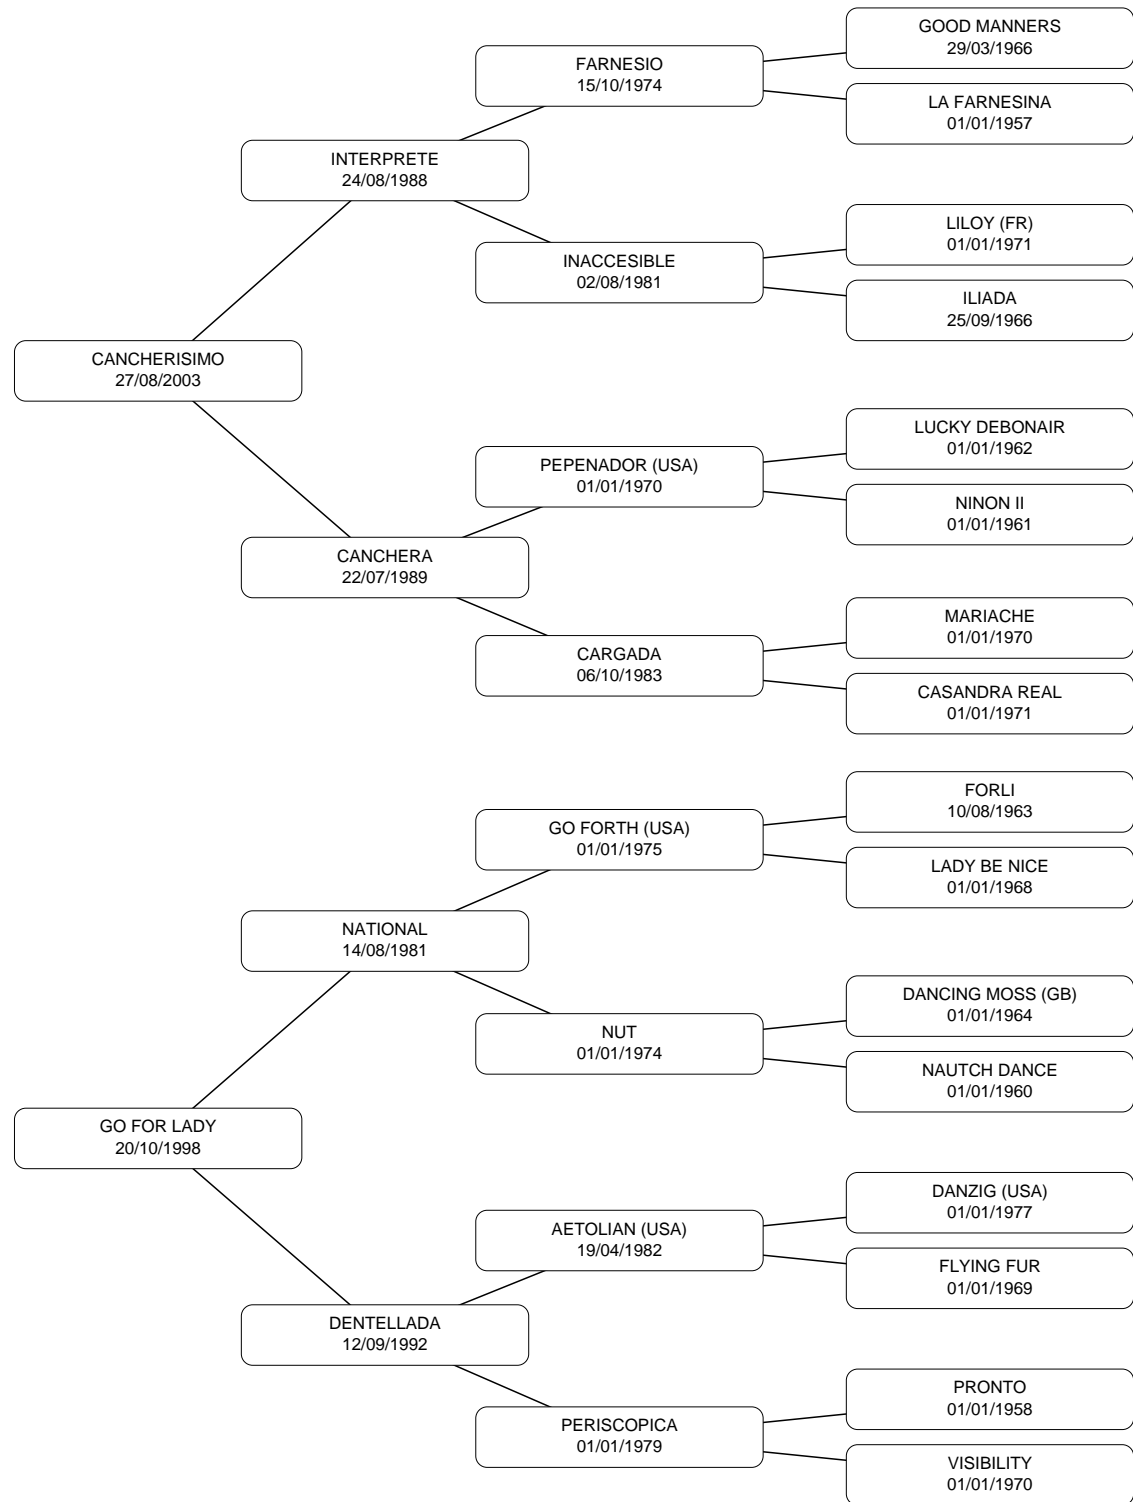 GOOD MANNERS
29/03/1966
FARNESIO
15/10/1974
LA FARNESINA
01/01/1957
INTERPRETE
24/08/1988
LILOY (FR)
01/01/1971
INACCESIBLE
02/08/1981
ILIADA
25/09/1966
CANCHERISIMO
27/08/2003
LUCKY DEBONAIR
01/01/1962
PEPENADOR (USA)
01/01/1970
NINON II
01/01/1961
CANCHERA
22/07/1989
MARIACHE
01/01/1970
CARGADA
06/10/1983
CASANDRA REAL
01/01/1971
FORLI
10/08/1963
GO FORTH (USA)
01/01/1975
LADY BE NICE
01/01/1968
NATIONAL
14/08/1981
DANCING MOSS (GB)
01/01/1964
NUT
01/01/1974
NAUTCH DANCE
01/01/1960
GO FOR LADY
20/10/1998
DANZIG (USA)
01/01/1977
AETOLIAN (USA)
19/04/1982
FLYING FUR
01/01/1969
DENTELLADA
12/09/1992
PRONTO
01/01/1958
PERISCOPICA
01/01/1979
VISIBILITY
01/01/1970